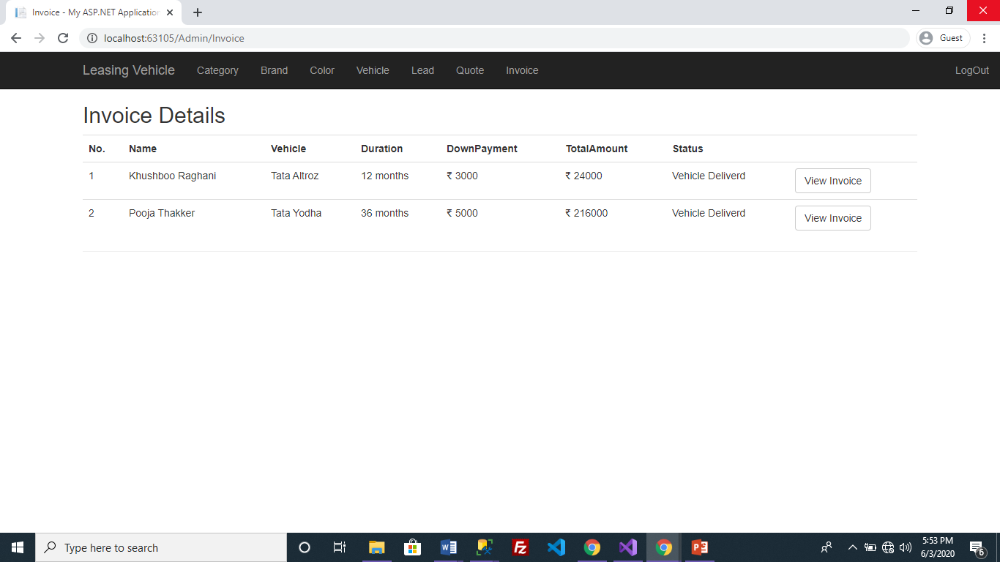 Invoice - My ASP.NET Application
localhost:63105/Admin/Invoice
Guest
Leasing Vehicle Category Brand Color Vehicle Lead Quote Invoice LogOut
Invoice Details
No. Name Vehicle Duration DownPayment TotalAmount Status
1 Khushboo Raghani Tata Altroz 12 months ₹ 3000 ₹ 24000 Vehicle Deliverd View Invoice
2 Pooja Thakker Tata Yodha 36 months ₹ 5000 ₹ 216000 Vehicle Deliverd View Invoice
Type here to search
5:53 PM
6/3/2020
6